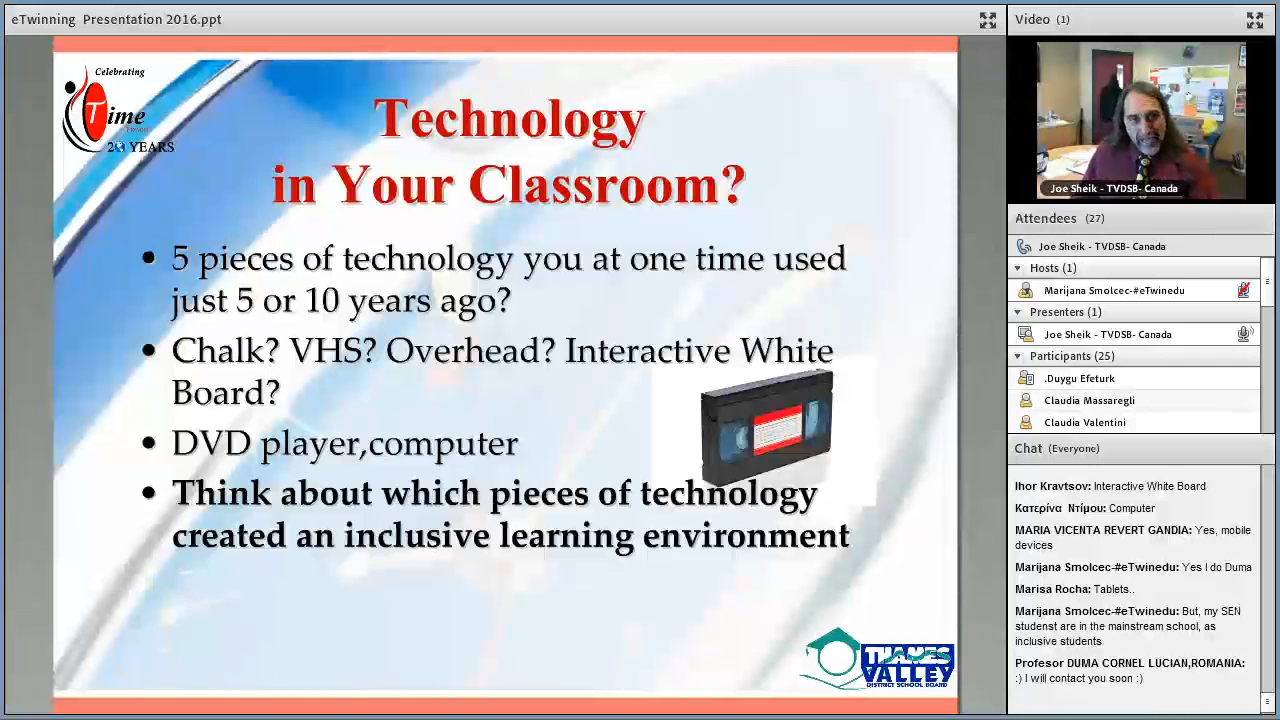 eTwinning Presentation 2016.ppt
Celebrating
Time
20 YEARS
Technology
in Your Classroom?
• 5 pieces of technology you at one time used
just 5 or 10 years ago?
• Chalk? VHS? Overhead? Interactive White
Board?
• DVD player,computer
• Think about which pieces of technology
created an inclusive learning environment
THAMES
VALLEY
DISTRICT SCHOOL BOARD
Video (1)
Joe Sheik - TVDSB- Canada
Attendees (27)
Joe Sheik - TVDSB- Canada
Hosts (1)
Marijana Smolcec-#eTwinedu
Presenters (1)
Joe Sheik - TVDSB-Canada
Participants (25)
.Duygu Efeturk
Claudia Massaregli
Claudia Valentini
Chat (Everyone)
Ihor Kravtsov: Interactive White Board
Κατερίνα Ντίμου: Computer
MARIA VICENTA REVERT GANDIA: Yes, mobile
devices
Marijana Smolcec-#eTwinedu: Yes I do Duma
Marisa Rocha: Tablets..
Marijana Smolcec-#eTwinedu: But, my SEN
studenst are in the mainstream school, as
inclusive students
Profesor DUMA CORNEL LUCIAN,ROMANIA:
:) I will contact you soon :)